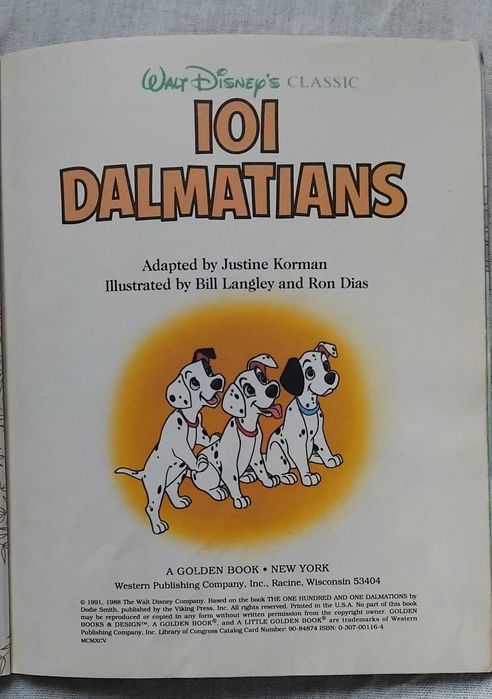 WALT DISNEY'S CLASSIC
101
DALMATIANS
Adapted by Justine Korman
Illustrated by Bill Langley and Ron Dias
A GOLDEN BOOK • NEW YORK
Western Publishing Company, Inc., Racine, Wisconsin 53404
© 1991, 1988 The Walt Disney Company. Based on the book THE ONE HUNDRED AND ONE DALMATIONS by
Dodie Smith, published by the Viking Press, Inc. All rights reserved. Printed in the U.S.A. No part of this book
may be reproduced or copied in any form without written permission from the copyright owner. GOLDEN
BOOKS & DESIGN™, A GOLDEN BOOK®, and A LITTLE GOLDEN BOOK® are trademarks of Western
Publishing Company, Inc. Library of Congress Catalog Card Number: 90-84874 ISBN: 0-307-00116-4
MCMXCV